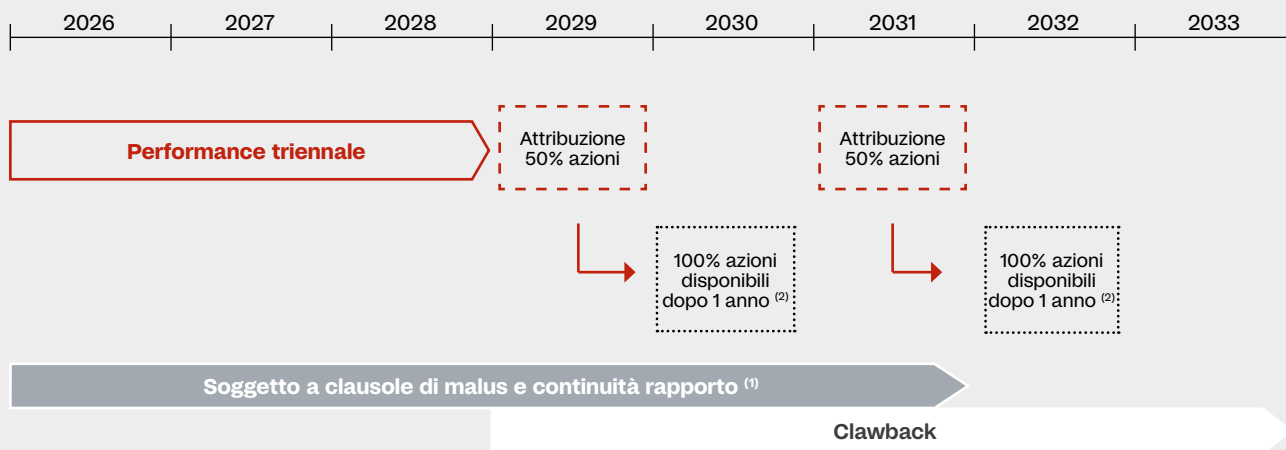 2026 2027 2028 2029 2030 2031 2032 2033
Performance triennale
Attribuzione
50% azioni
Attribuzione
50% azioni
100% azioni
disponibili
dopo 1 anno (2)
100% azioni
disponibili
dopo 1 anno (2)
Soggetto a clausole di malus e continuità rapporto (1)
Clawback